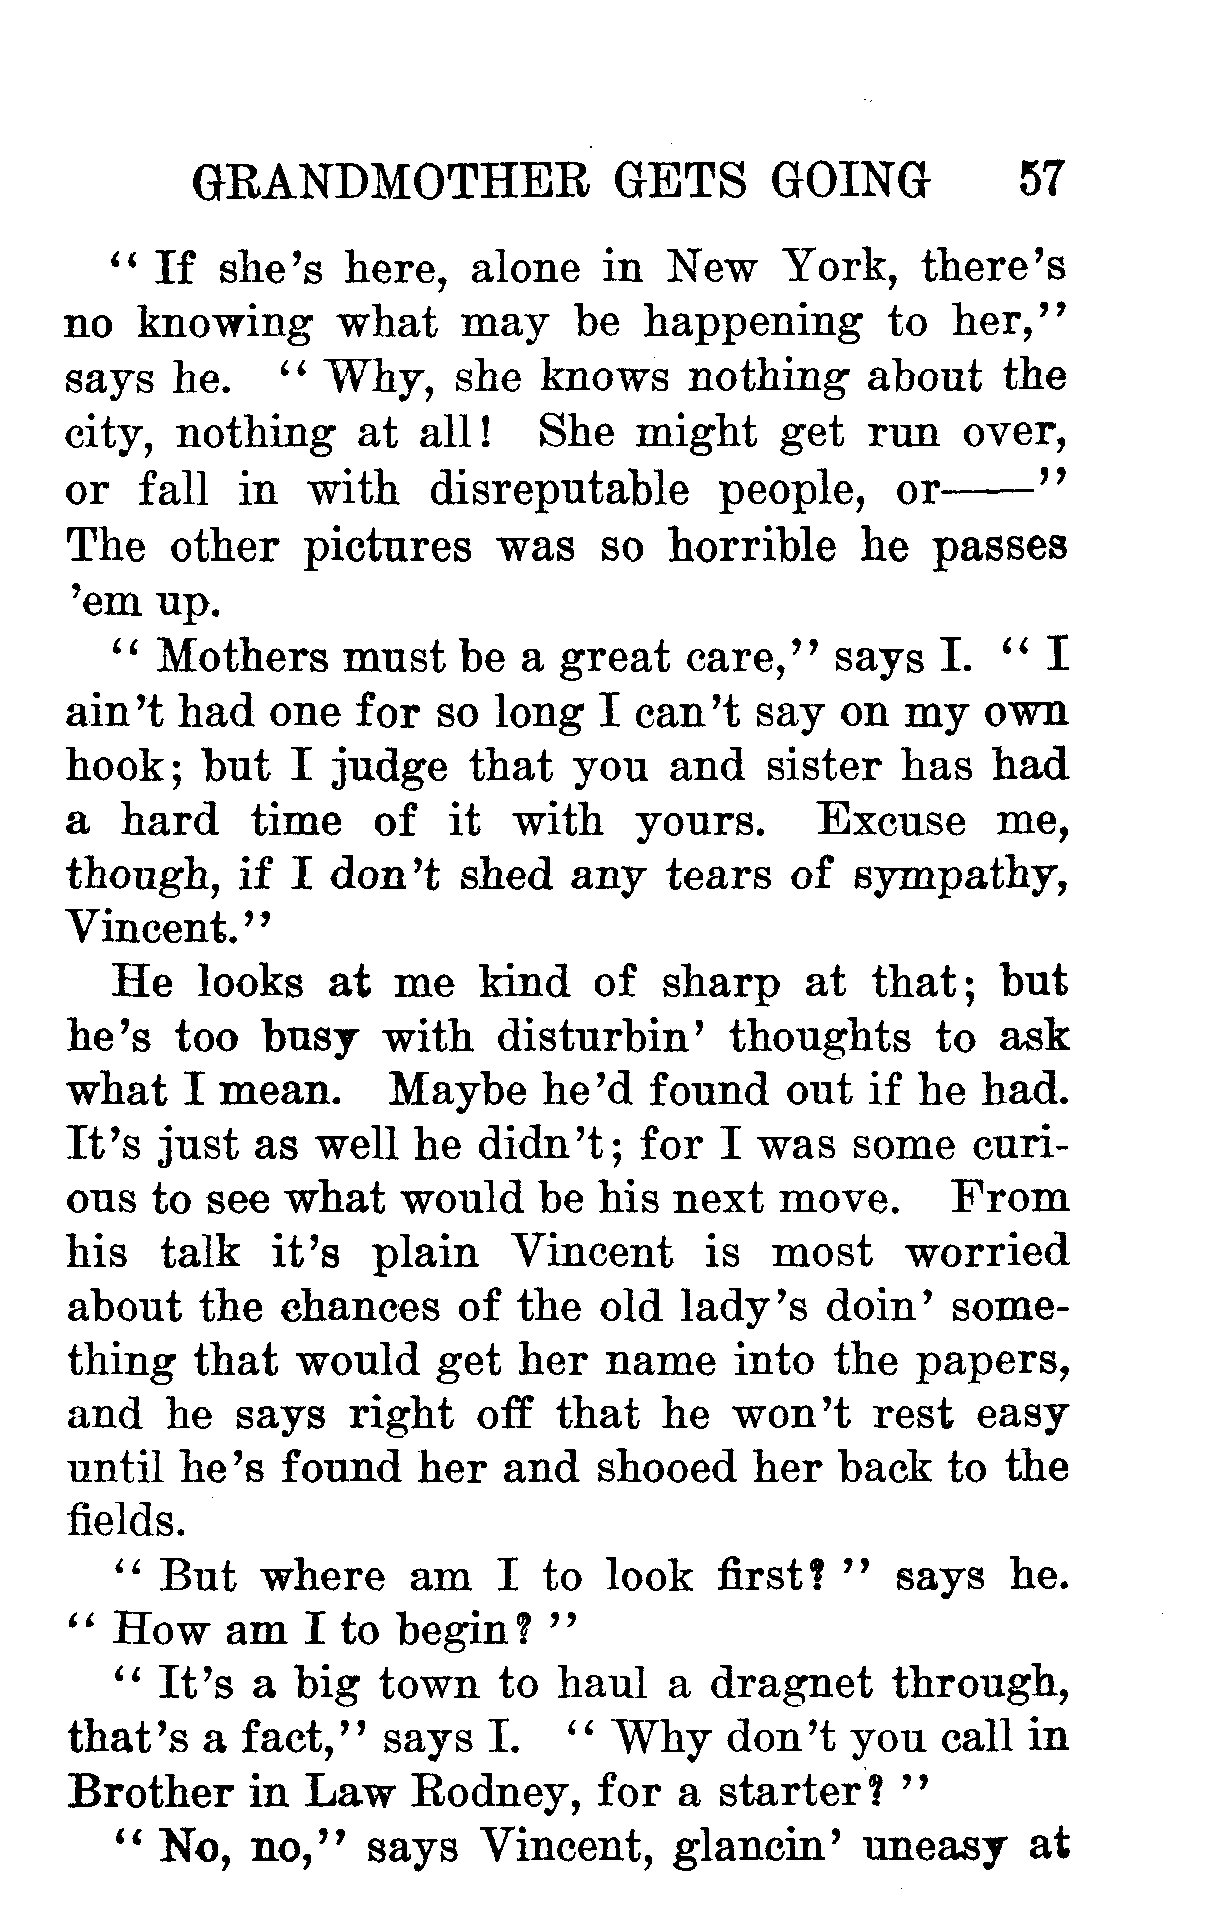 GRANDMOTHER GETS GOING 57
“ If she’s here, alone in New York, there’s
no knowing what may be happening to her,”
says he. “ Why, she knows nothing about the
city, nothing at all! She might get run over,
or fall in with disreputable people, or——”
The other pictures was so horrible he passes
’em up.
“ Mothers must be a great care,” says I. “ I
ain’t had one for so long I can’t say on my own
hook; but I judge that you and sister has had
a hard time of it with yours. Excuse me,
though, if I don’t shed any tears of sympathy,
Vincent.”
He looks at me kind of sharp at that; but
he’s too busy with disturbin’ thoughts to ask
what I mean. Maybe he’d found out if he had.
It’s just as well he didn’t; for I was some curi-
ous to see what would be his next move. From
his talk it’s plain Vincent is most worried
about the chances of the old lady’s doin’ some-
thing that would get her name into the papers,
and he says right off that he won’t rest easy
until he’s found her and shooed her back to the
fields.
“ But where am I to look first? ” says he.
“ How am I to begin? ”
“ It’s a big town to haul a dragnet through,
that’s a fact,” says I. “ Why don’t you call in
Brother in Law Rodney, for a starter? ”
“ No, no,” says Vincent, glancin’ uneasy at